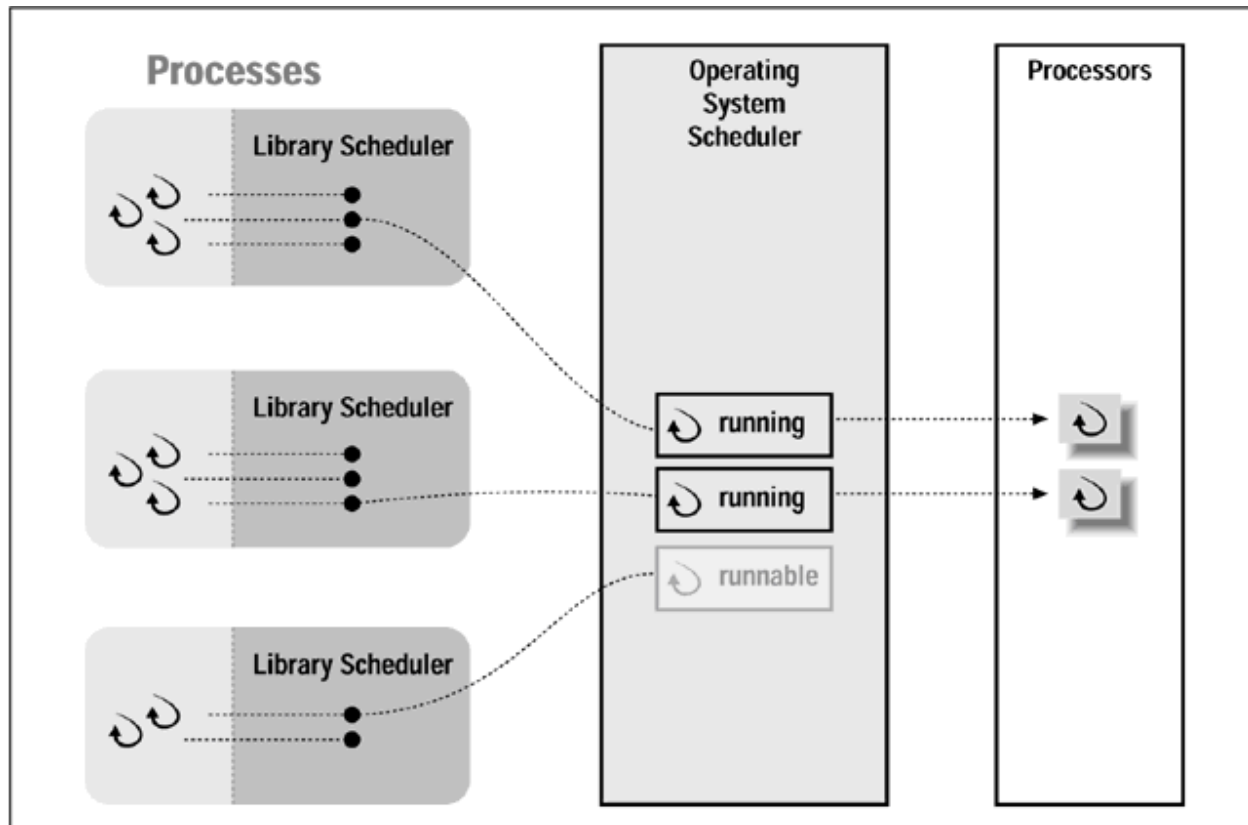 Processes
Library Scheduler
Library Scheduler
Library Scheduler
Operating
System
Scheduler
running
running
runnable
Processors